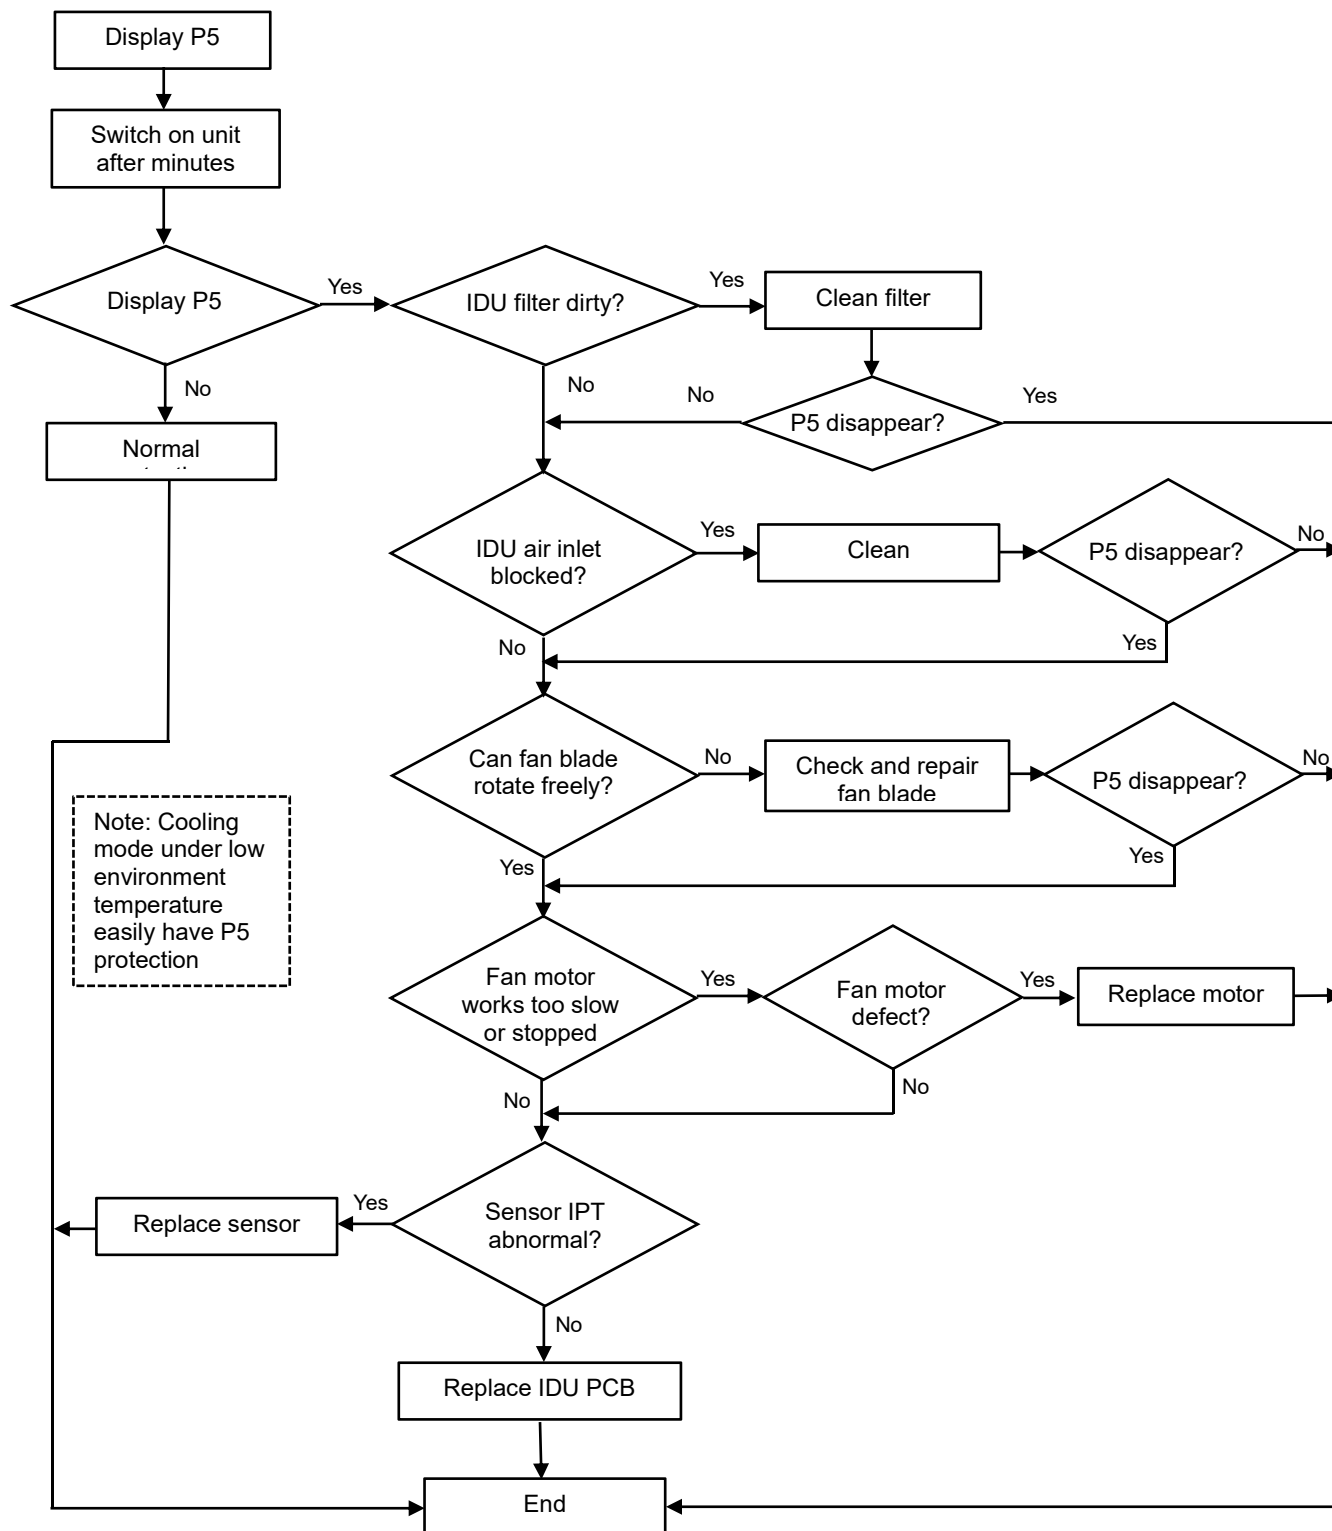 Display P5
Switch on unit
after minutes
Display P5
Yes
IDU filter dirty?
Yes
Clean filter
No
No
No
P5 disappear?
Yes
Normal
IDU air inlet
blocked?
Yes
Clean
P5 disappear?
No
No
Yes
Can fan blade
rotate freely?
No
Check and repair
fan blade
P5 disappear?
No
Note: Cooling
mode under low
environment
temperature
easily have P5
protection
Yes
Yes
Fan motor
works too slow
or stopped
Yes
Fan motor
defect?
Yes
Replace motor
No
No
Replace sensor
Yes
Sensor IPT
abnormal?
No
Replace IDU PCB
End